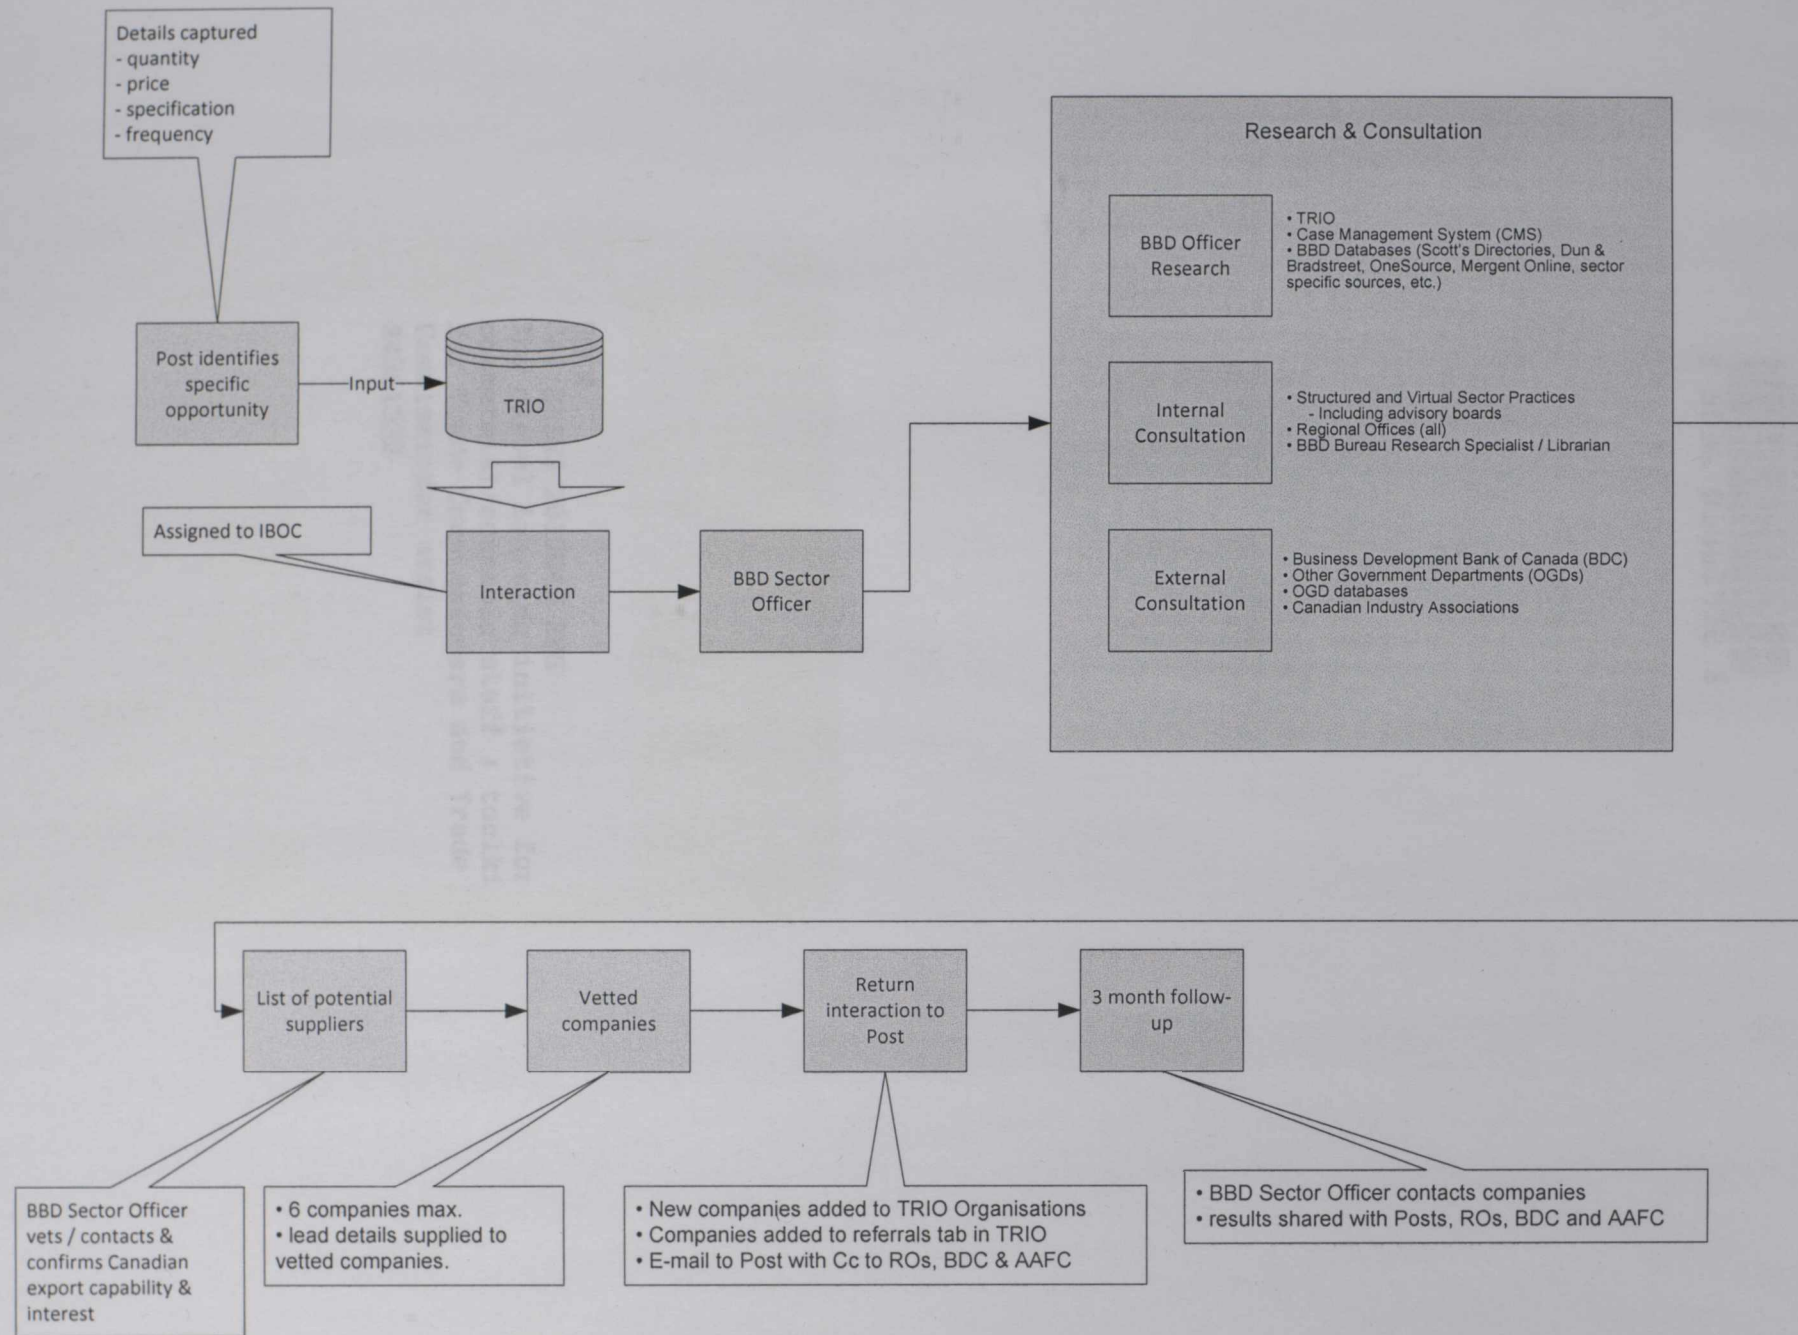 Details captured
- quantity
- price
- specification
- frequency
Post identifies
specific
opportunity
Input
TRIO
Assigned to IBOC
Interaction
BBD Sector
Officer
Research & Consultation
BBD Officer
Research
• TRIO
• Case Management System (CMS)
• BBD Databases (Scott's Directories, Dun &
Bradstreet, OneSource, Mergent Online, sector
specific sources, etc.)
Internal
Consultation
• Structured and Virtual Sector Practices
- Including advisory boards
• Regional Offices (all)
• BBD Bureau Research Specialist / Librarian
External
Consultation
• Business Development Bank of Canada (BDC)
• Other Government Departments (OGDs)
• OGD databases
• Canadian Industry Associations
List of potential
suppliers
Vetted
companies
Return
interaction to
Post
3 month follow-
up
BBD Sector Officer
vets / contacts &
confirms Canadian
export capability &
interest
• 6 companies max.
• lead details supplied to
vetted companies.
• New companies added to TRIO Organisations
• Companies added to referrals tab in TRIO
• E-mail to Post with Cc to ROs, BDC & AAFC
• BBD Sector Officer contacts companies
• results shared with Posts, ROs, BDC and AAFC